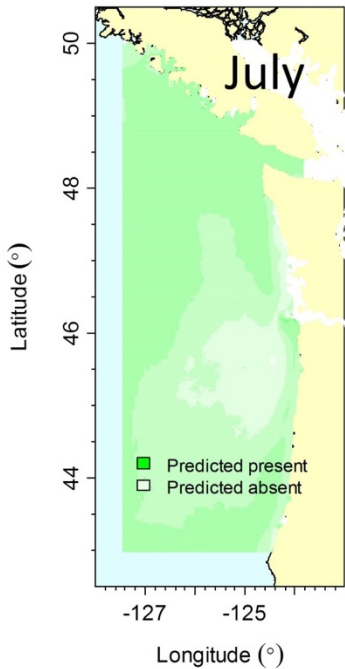 July
50
48
46
44
Latitude (°)
Predicted present
Predicted absent
-127
-125
Longitude (°)